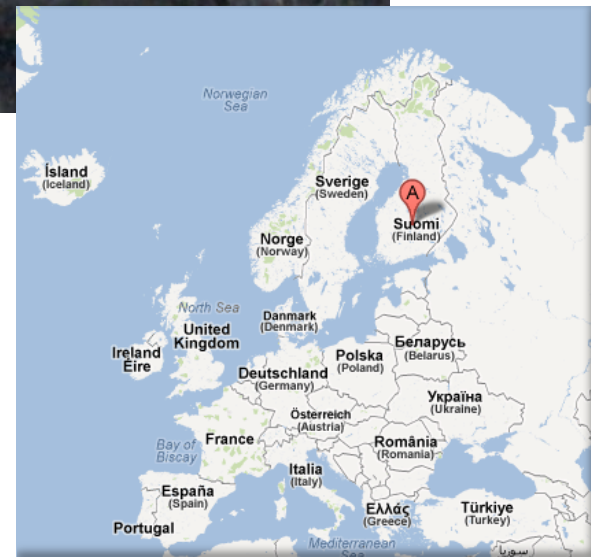 Norwegian
Sea
Ísland
(Iceland)
Sverige
(Sweden)
A
Suomi
(Finland)
Norge
(Norway)
North Sea
Danmark
(Denmark)
United
Kingdom
Ireland
Éire
Беларусь
(Belarus)
Polska
(Poland)
Deutschland
(Germany)
Україна
(Ukraine)
Österreich
(Austria)
France
România
(Romania)
Bay of
Biscay
Italia
(Italy)
España
(Spain)
Ελλάς
(Greece)
Türkiye
(Turkey)
Portugal
Mediterranean
Sea
سوريا